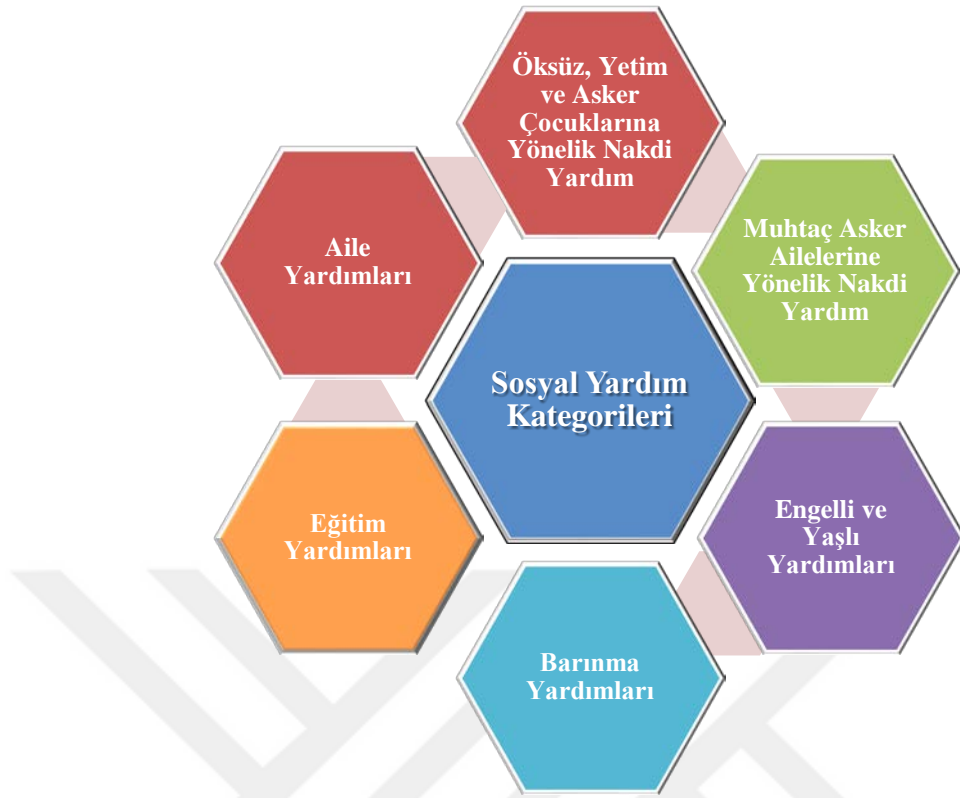 Öksüz, Yetim
ve Asker
Çocuklarına
Yönelik Nakdi
Yardım
Aile
Yardımları
Muhtaç Asker
Ailelerine
Yönelik Nakdi
Yardım
Sosyal Yardım
Kategorileri
Eğitim
Yardımları
Engelli ve
Yaşlı
Yardımları
Barınma
Yardımları